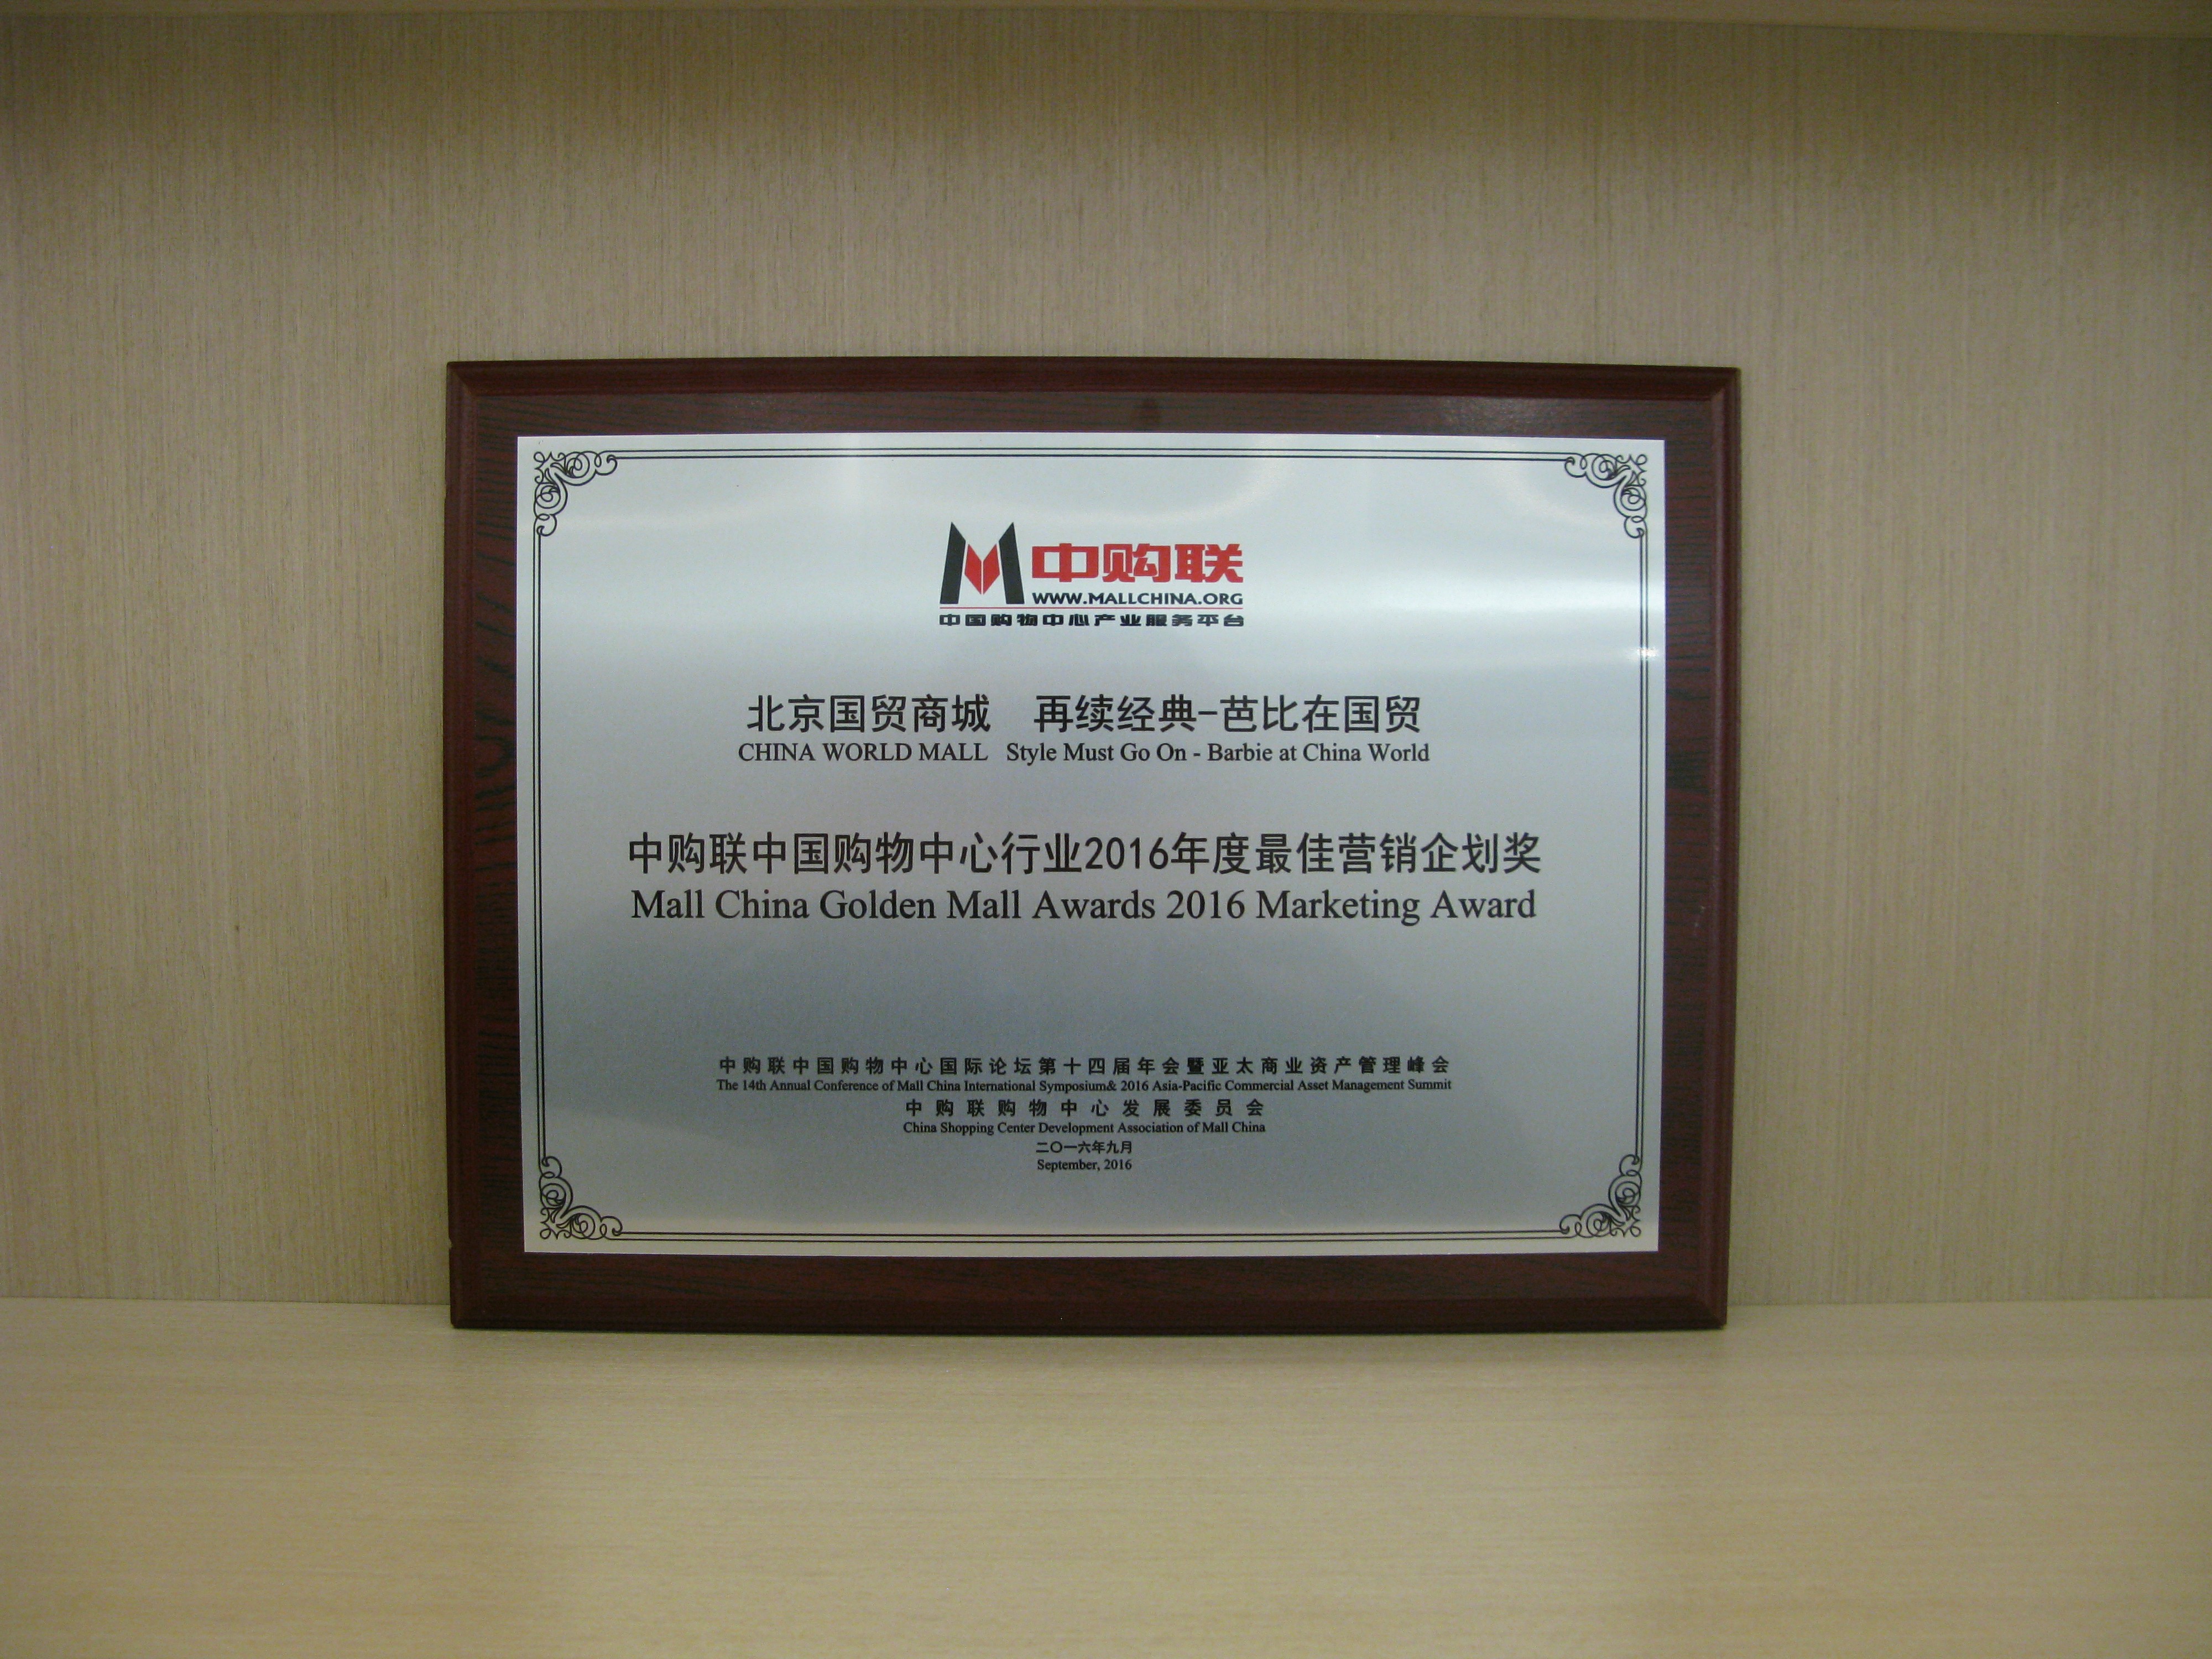 中购联
WWW.MALLCHINA.ORG
中国购物中心产业服务平台
北京国贸商城 再续经典-芭比在国贸
CHINA WORLD MALL Style Must Go On - Barbie at China World
中购联中国购物中心行业2016年度最佳营销企划奖
Mall China Golden Mall Awards 2016 Marketing Award
中购联中国购物中心国际论坛第十四届年会暨亚太商业资产管理峰会
The 14th Annual Conference of Mall China International Symposium& 2016 Asia-Pacific Commercial Asset Management Summit
中购联购物中心发展委员会
China Shopping Center Development Association of Mall China
二〇一六年九月
September, 2016